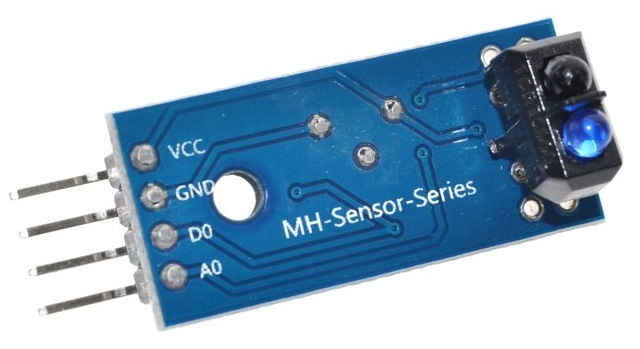 VCC
GND
D0
A0
MH-Sensor-Series